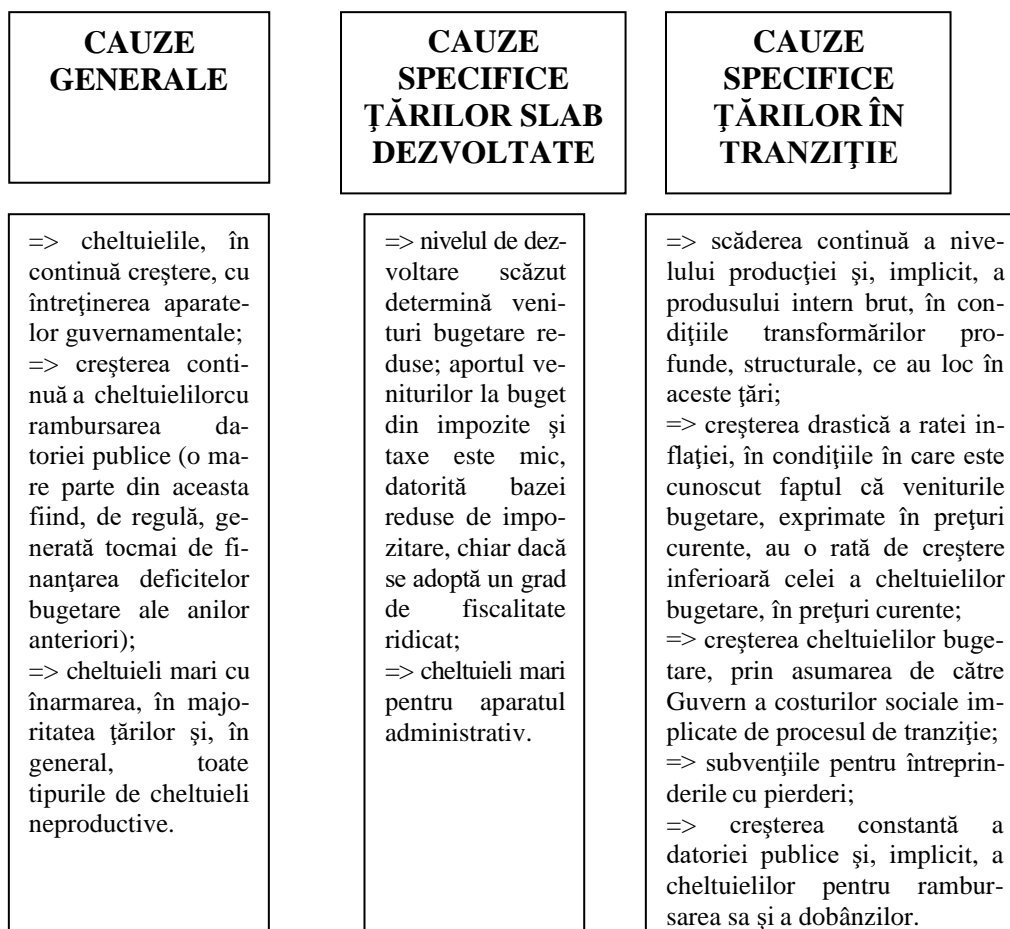 CAUZE
GENERALE
CAUZE
SPECIFICE
ŢĂRILOR SLAB
DEZVOLTATE
CAUZE
SPECIFICE
ŢĂRILOR ÎN
TRANZIŢIE
=> cheltuielile, în
continuă creştere, cu
întreţinerea aparate-
lor guvernamentale;
=> creşterea conti-
nuă a cheltuielilorcu
rambursarea da-
toriei publice (o ma-
re parte din aceasta
fiind, de regulă, ge-
nerată tocmai de fi-
nanţarea deficitelor
bugetare ale anilor
anteriori);
=> cheltuieli mari cu
înarmarea, în majo-
ritatea ţărilor şi, în
general, toate
tipurile de cheltuieli
neproductive.
=> nivelul de dez-
voltare scăzut
determină veni-
turi bugetare re-
duse; aportul ve-
niturilor la buget
din impozite şi
taxe este mic,
datorită bazei
reduse de impo-
zitare, chiar dacă
se adoptă un grad
de fiscalitate
ridicat;
=> cheltuieli mari
pentru aparatul
administrativ.
=> scăderea continuă a nive-
lului producţiei şi, implicit, a
produsului intern brut, în con-
diţiile transformărilor pro-
funde, structurale, ce au loc în
aceste ţări;
=> creşterea drastică a ratei in-
flaţiei, în condiţiile în care este
cunoscut faptul că veniturile
bugetare, exprimate în preţuri
curente, au o rată de creştere
inferioară celei a cheltuielilor
bugetare, în preţuri curente;
=> creşterea cheltuielilor buge-
tare, prin asumarea de către
Guvern a costurilor sociale im-
plicate de procesul de tranziţie;
=> subvenţiile pentru întreprin-
derile cu pierderi;
=> creşterea constantă a
datoriei publice şi, implicit, a
cheltuielilor pentru rambur-
sarea sa şi a dobânzilor.